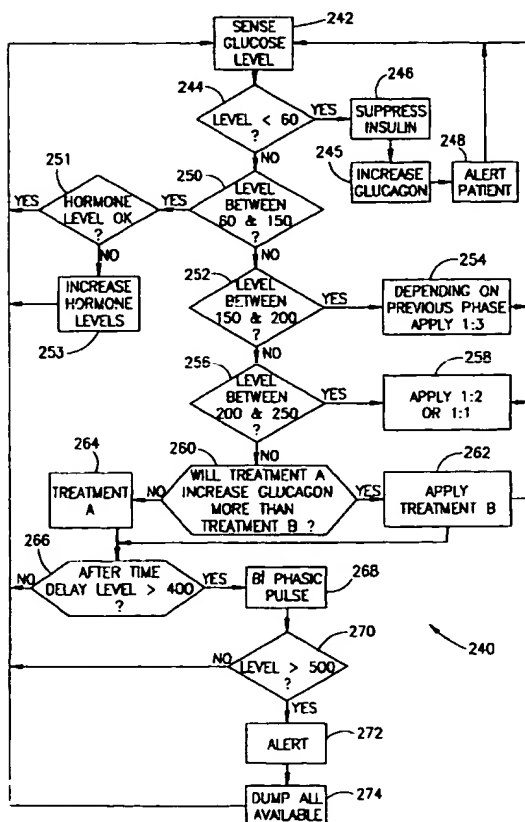 SENSE
GLUCOSE
LEVEL
242
244
LEVEL < 60
?
YES
NO
246
SUPPRESS
INSULIN
245
INCREASE
GLUCAGON
248
ALERT
PATIENT
251
HORMONE
LEVEL OK
?
YES
NO
250
LEVEL
BETWEEN
60 & 150
?
YES
NO
INCREASE
HORMONE
LEVELS
253
252
LEVEL
BETWEEN
150 & 200
?
YES
NO
254
DEPENDING ON
PREVIOUS PHASE
APPLY 1:3
256
LEVEL
BETWEEN
200 & 250
?
YES
NO
258
APPLY 1:2
OR 1:1
260
WILL TREATMENT A
INCREASE GLUCAGON
MORE THAN
TREATMENT B ?
NO
YES
264
TREATMENT
A
262
APPLY
TREATMENT B
266
AFTER TIME
DELAY LEVEL > 400
?
NO
YES
268
BI PHASIC
PULSE
270
LEVEL > 500
?
NO
YES
240
ALERT
272
DUMP ALL
AVAILABLE
274